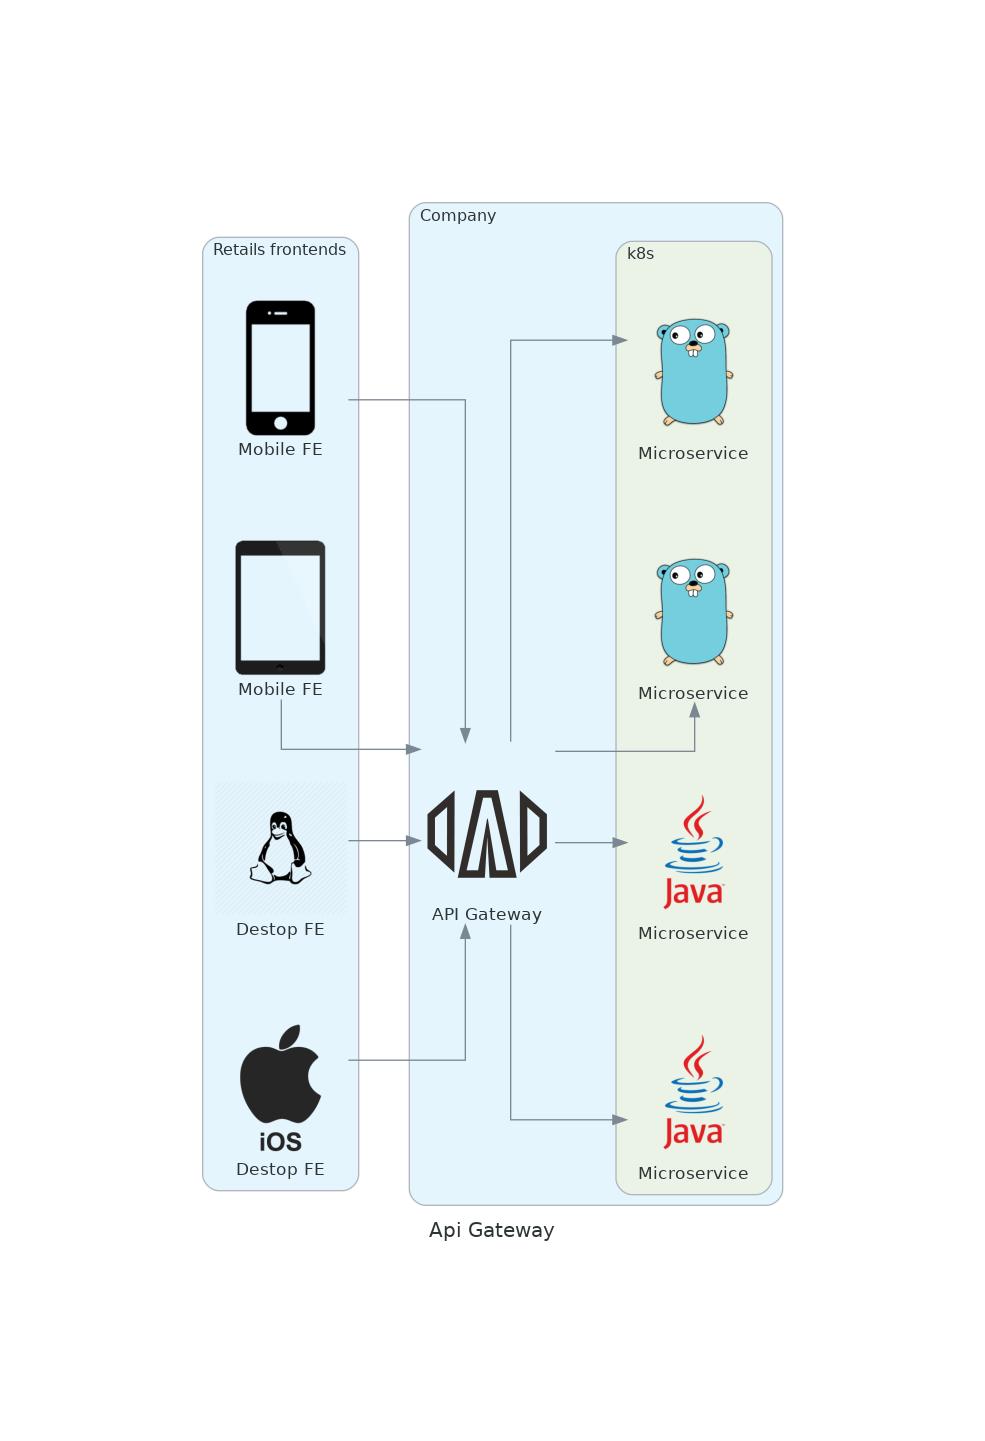 Company
Retails frontends
k8s
Mobile FE
Microservice
Mobile FE
Microservice
Java
Destop FE
API Gateway
Microservice
iOS
Java
Destop FE
Microservice
Api Gateway